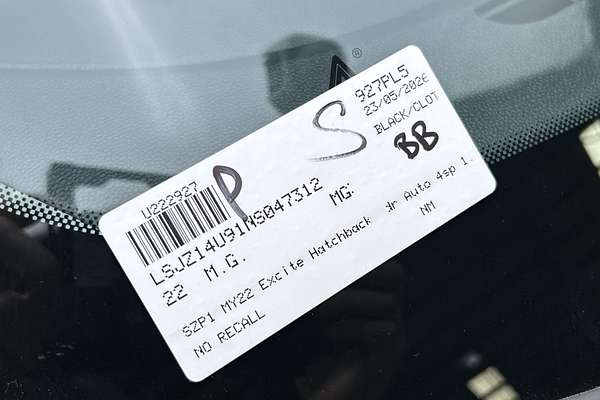 927PL5
23/05/2026
BLACK/CLOT
S
BB
U222927
P
LSJZ14U91NS047312
22 M.G. MG:
SZP1 MY22 Excite Hatchback Auto 4sp 1.
NO RECALL NM
®